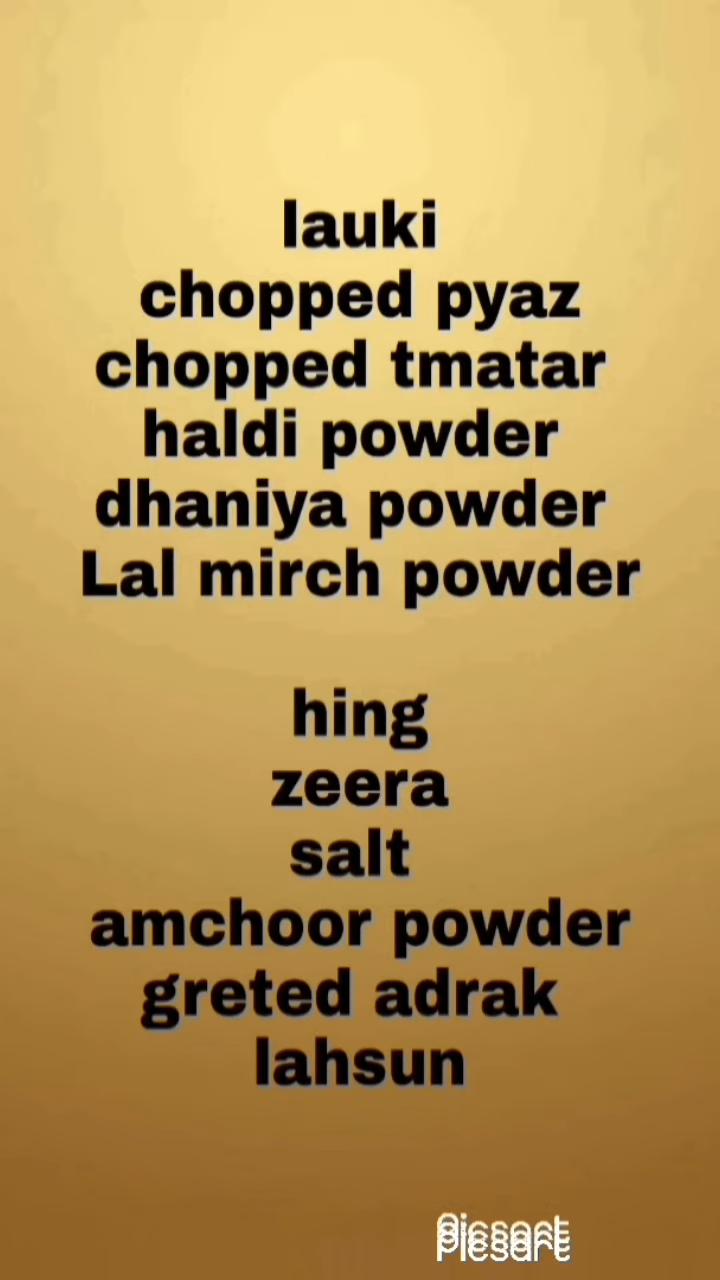 lauki
chopped pyaz
chopped tmatar
haldi powder
dhaniya powder
Lal mirch powder
hing
zeera
salt
amchoor powder
greted adrak
lahsun
Picsart